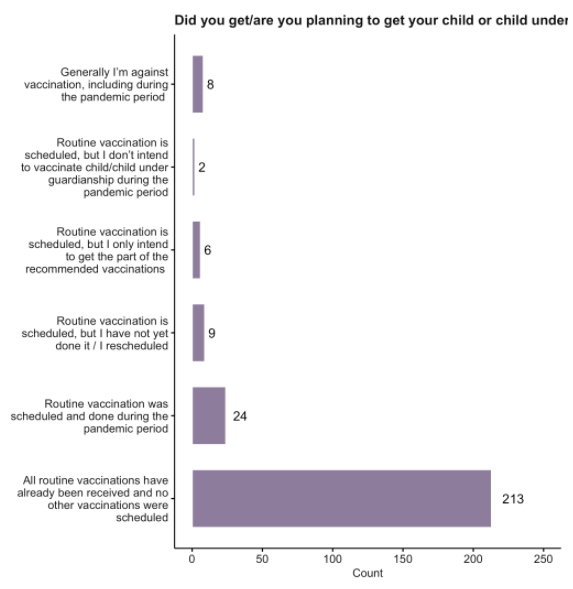 Did you get/are you planning to get your child or child under
Generally I'm against
vaccination, including during
the pandemic period
8
Routine vaccination is
scheduled, but I don't intend
to vaccinate child/child under
guardianship during the
pandemic period
2
Routine vaccination is
scheduled, but I only intend
to get the part of the
recommended vaccinations
6
Routine vaccination is
scheduled, but I have not yet
done it / I rescheduled
9
Routine vaccination was
scheduled and done during the
pandemic period
24
All routine vaccinations have
already been received and no
other vaccinations were
scheduled
213
0 50 100 150 200 250
Count